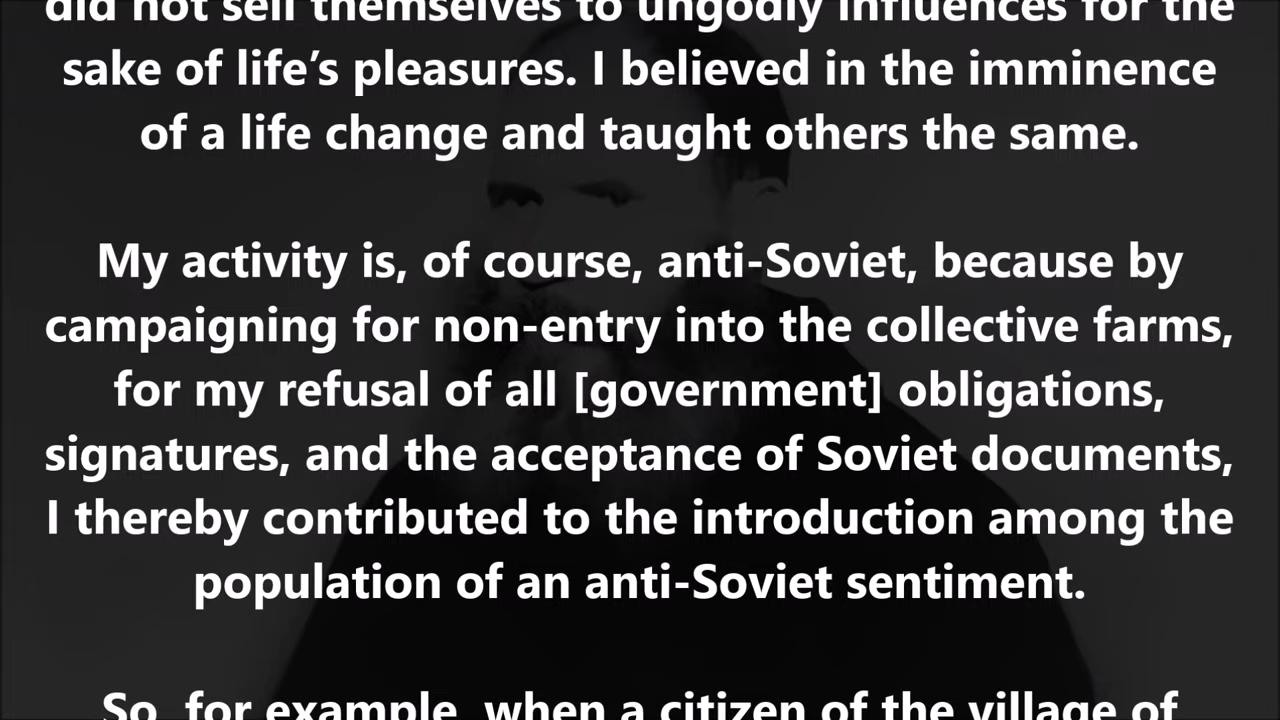 did not sell themselves to ungodly influences for the
sake of life’s pleasures. I believed in the imminence
of a life change and taught others the same.
My activity is, of course, anti-Soviet, because by
campaigning for non-entry into the collective farms,
for my refusal of all [government] obligations,
signatures, and the acceptance of Soviet documents,
I thereby contributed to the introduction among the
population of an anti-Soviet sentiment.
So, for example, when a citizen of the village of